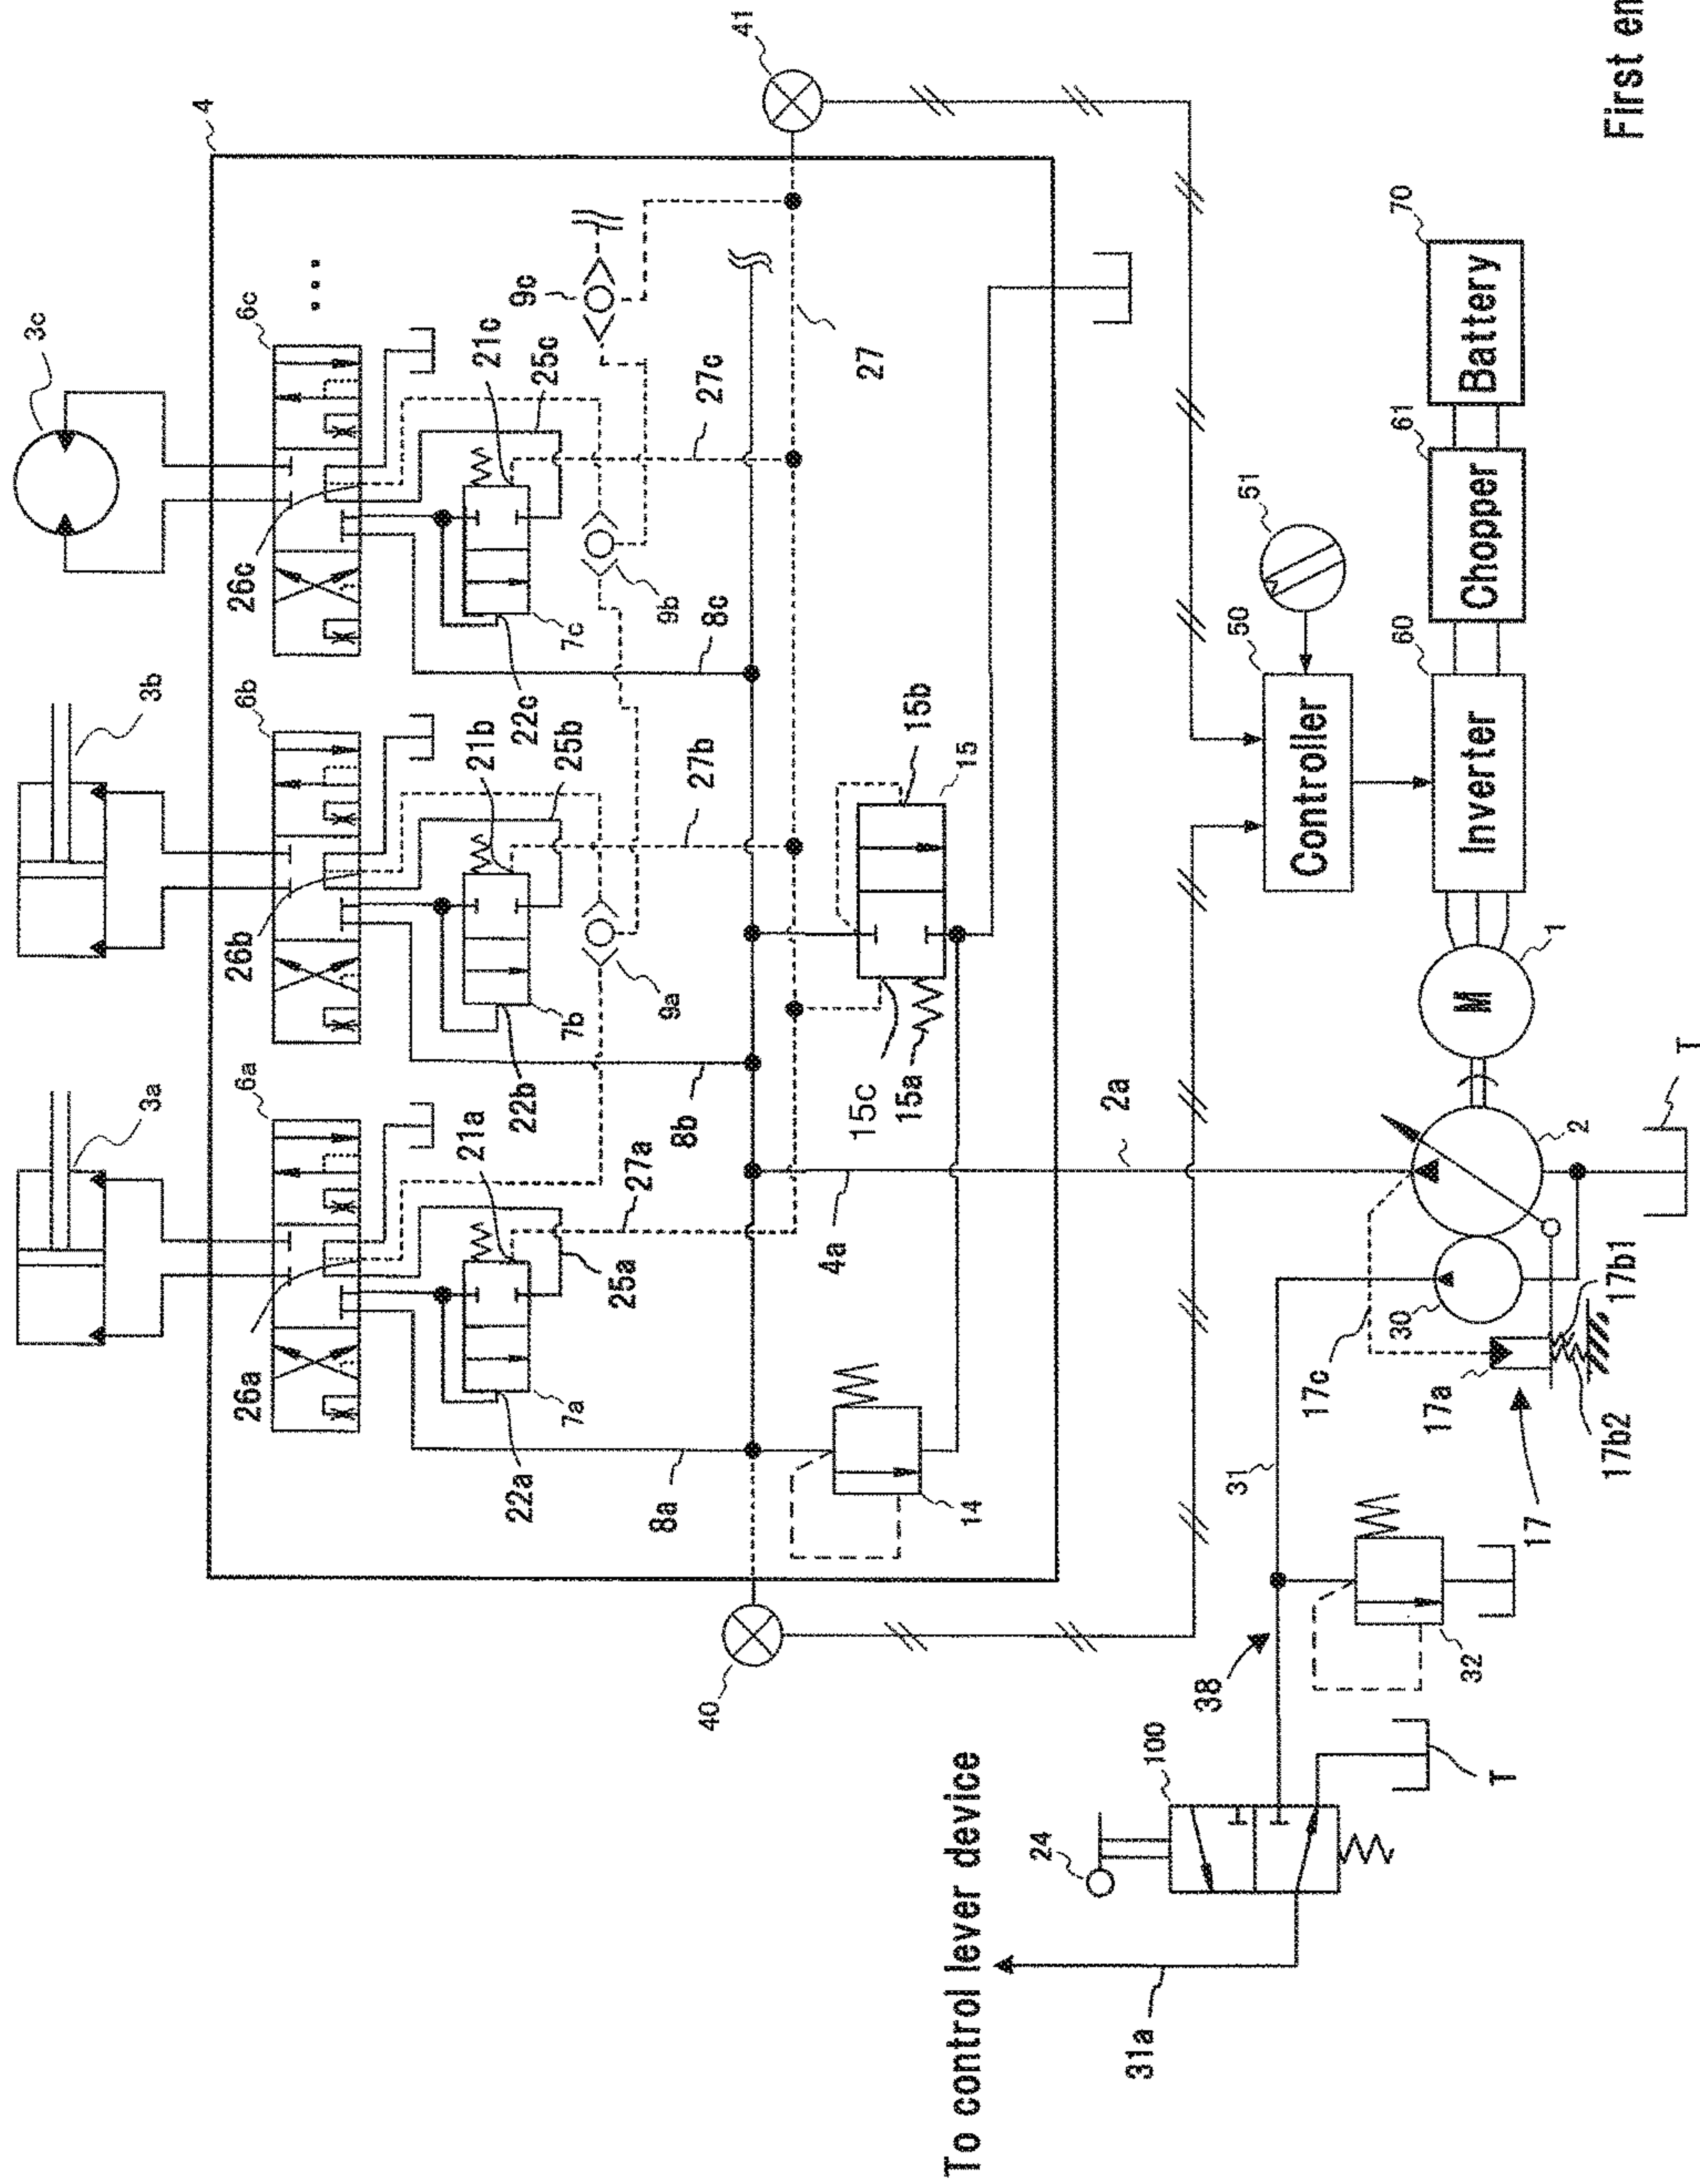 3a
3b
3c
6a
6b
6c
...
4
26a
26b
26c
21a
21b
21c
25a
25b
25c
22a
22b
22c
7a
7b
7c
9a
9b
9c
27a
27b
27c
27
8a
8b
8c
41
40
14
15
15a
15b
15c
4a
2a
50
Controller
51
60
Inverter
61
Chopper
70
Battery
M
1
2
T
30
17a
17b1
17b2
17c
17
31
38
32
100
24
T
31a
To control lever device
First